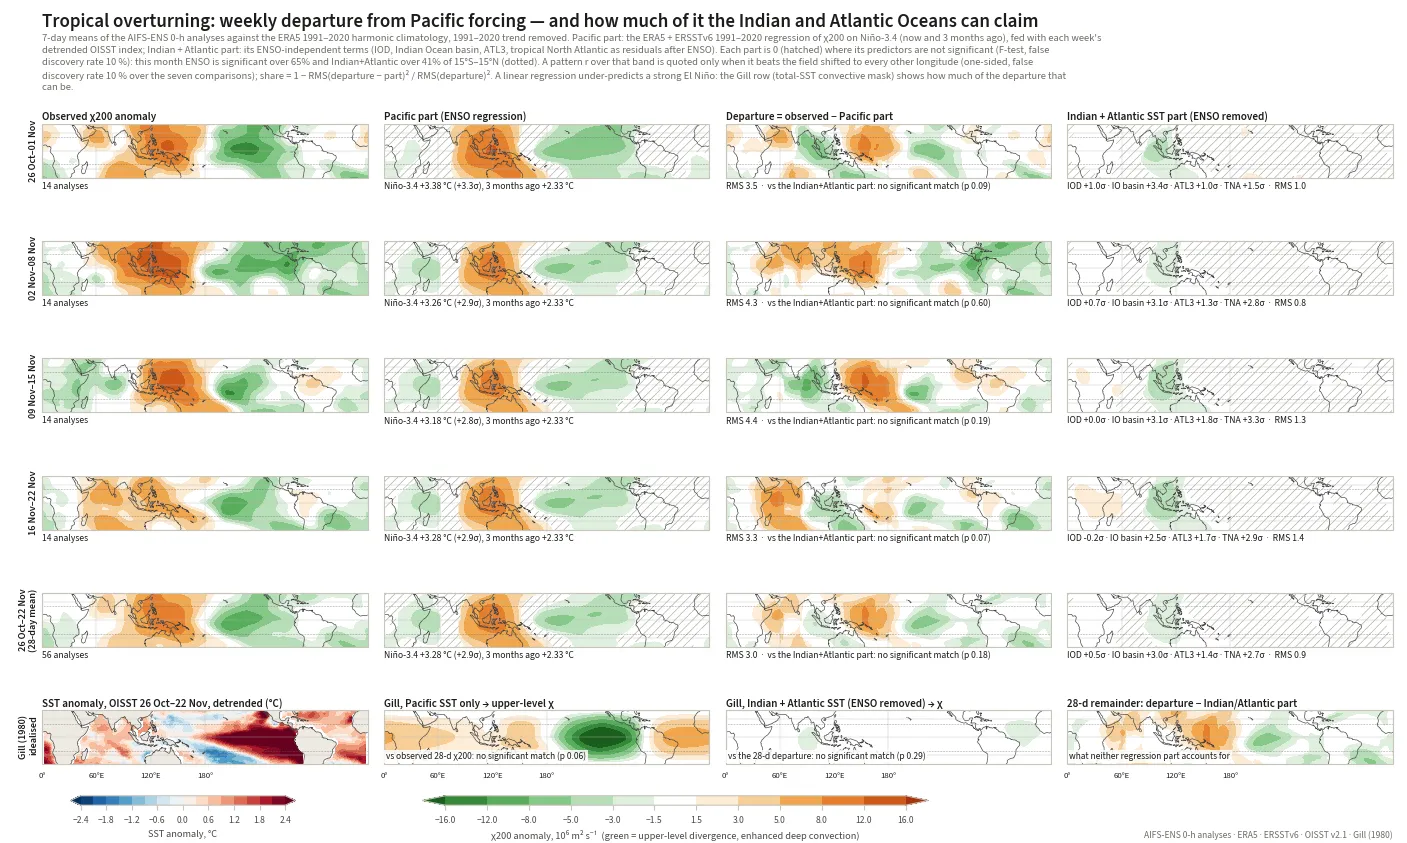 Tropical overturning: weekly departure from Pacific forcing — and how much of it the Indian and Atlantic Oceans can claim
7-day means of the AIFS-ENS 0-h analyses against the ERA5 1991–2020 harmonic climatology, 1991–2020 trend removed. Pacific part: the ERA5 + ERSSTv6 1991–2020 regression of χ200 on Niño-3.4 (now and 3 months ago), fed with each week's
detrended OISST index; Indian + Atlantic part: its ENSO-independent terms (IOD, Indian Ocean basin, ATL3, tropical North Atlantic as residuals after ENSO). Each part is 0 (hatched) where its predictors are not significant (F-test, false
discovery rate 10 %): this month ENSO is significant over 65% and Indian+Atlantic over 41% of 15°S–15°N (dotted). A pattern r over that band is quoted only when it beats the field shifted to every other longitude (one-sided, false
discovery rate 10 % over the seven comparisons); share = 1 − RMS(departure − part)² / RMS(departure)². A linear regression under-predicts a strong El Niño: the Gill row (total-SST convective mask) shows how much of the departure that
can be.
Observed χ200 anomaly
Pacific part (ENSO regression)
Departure = observed − Pacific part
Indian + Atlantic SST part (ENSO removed)
26 Oct–01 Nov
14 analyses
Niño-3.4 +3.38 °C (+3.3σ), 3 months ago +2.33 °C
RMS 3.5 · vs the Indian+Atlantic part: no significant match (p 0.09)
IOD +1.0σ · IO basin +3.4σ · ATL3 +1.0σ · TNA +1.5σ · RMS 1.0
02 Nov–08 Nov
14 analyses
Niño-3.4 +3.26 °C (+2.9σ), 3 months ago +2.33 °C
RMS 4.3 · vs the Indian+Atlantic part: no significant match (p 0.60)
IOD +0.7σ · IO basin +3.1σ · ATL3 +1.3σ · TNA +2.8σ · RMS 0.8
09 Nov–15 Nov
14 analyses
Niño-3.4 +3.18 °C (+2.8σ), 3 months ago +2.33 °C
RMS 4.4 · vs the Indian+Atlantic part: no significant match (p 0.19)
IOD +0.0σ · IO basin +3.1σ · ATL3 +1.8σ · TNA +3.3σ · RMS 1.3
16 Nov–22 Nov
14 analyses
Niño-3.4 +3.28 °C (+2.9σ), 3 months ago +2.33 °C
RMS 3.3 · vs the Indian+Atlantic part: no significant match (p 0.07)
IOD -0.2σ · IO basin +2.5σ · ATL3 +1.7σ · TNA +2.9σ · RMS 1.4
26 Oct–22 Nov
(28-day mean)
56 analyses
Niño-3.4 +3.28 °C (+2.9σ), 3 months ago +2.33 °C
RMS 3.0 · vs the Indian+Atlantic part: no significant match (p 0.18)
IOD +0.5σ · IO basin +3.0σ · ATL3 +1.4σ · TNA +2.7σ · RMS 0.9
SST anomaly, OISST 26 Oct–22 Nov, detrended (°C)
Gill, Pacific SST only → upper-level χ
Gill, Indian + Atlantic SST (ENSO removed) → χ
28-d remainder: departure − Indian/Atlantic part
Gill (1980)
idealised
vs observed 28-d χ200: no significant match (p 0.06)
vs the 28-d departure: no significant match (p 0.29)
what neither regression part accounts for
0° 60°E 120°E 180°
0° 60°E 120°E 180°
0° 60°E 120°E 180°
0° 60°E 120°E 180°
−2.4 −1.8 −1.2 −0.6 0.0 0.6 1.2 1.8 2.4
SST anomaly, °C
−16.0 −12.0 −8.0 −5.0 −3.0 −1.5 1.5 3.0 5.0 8.0 12.0 16.0
χ200 anomaly, 10⁶ m² s⁻¹ (green = upper-level divergence, enhanced deep convection)
AIFS-ENS 0-h analyses · ERA5 · ERSSTv6 · OISST v2.1 · Gill (1980)